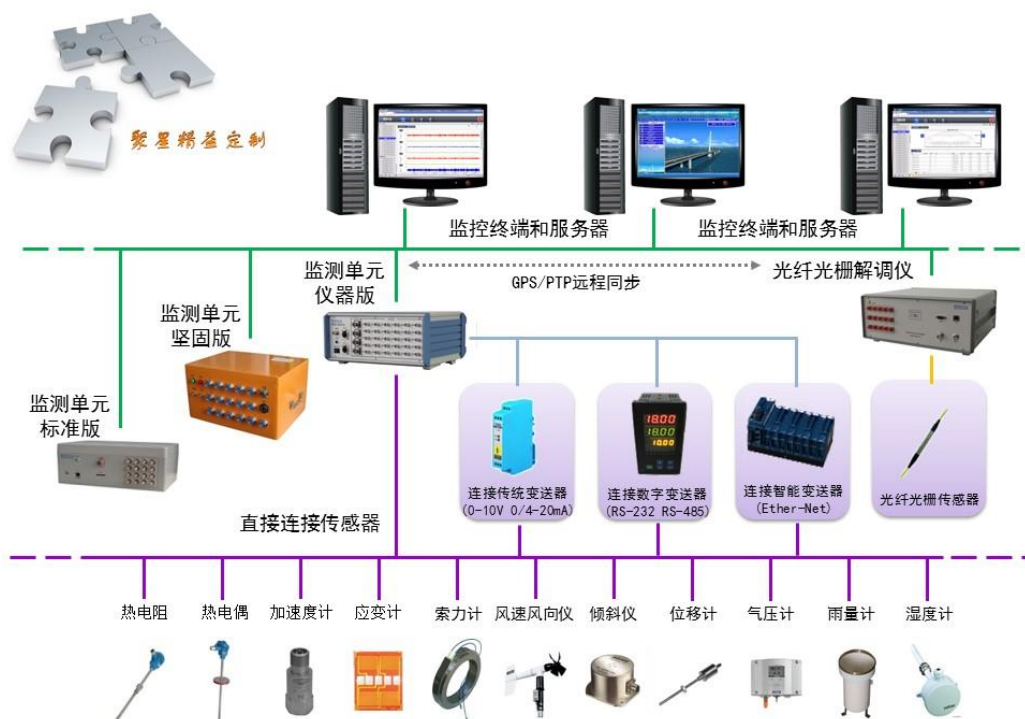 聚星精益定制
监控终端和服务器
监控终端和服务器
监测单元
仪器版
GPS/PTP远程同步
光纤光栅解调仪
监测单元
坚固版
监测单元
标准版
18.00
18.00
10.00
连接传统变送器
(0-10V 0/4-20mA)
连接数字变送器
(RS-232 RS-485)
连接智能变送器
(Ether-Net)
光纤光栅传感器
直接连接传感器
热电阻
热电偶
加速度计
应变计
索力计
风速风向仪
倾斜仪
位移计
气压计
雨量计
湿度计